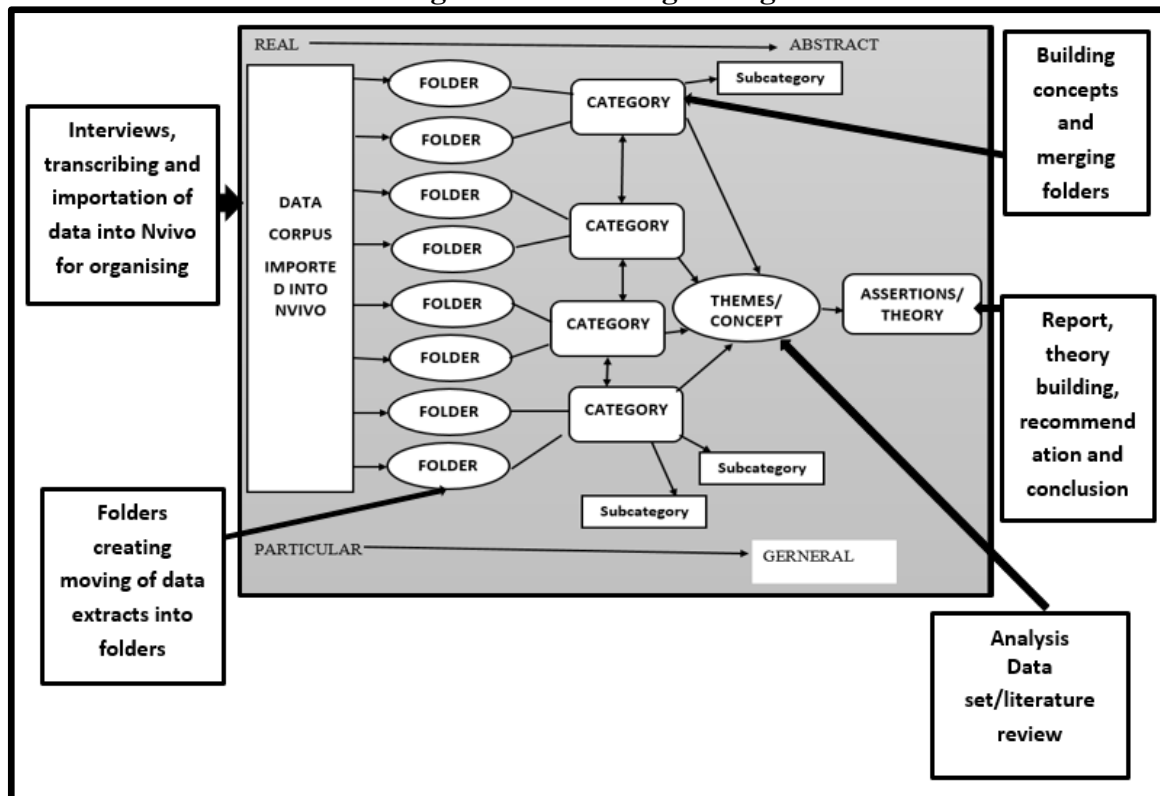 REAL
ABSTRACT
Interviews,
transcribing and
importation of
data into Nvivo
for organising
DATA
CORPUS
IMPORTE
D INTO
NVIVO
FOLDER
FOLDER
FOLDER
FOLDER
FOLDER
FOLDER
FOLDER
FOLDER
CATEGORY
CATEGORY
CATEGORY
CATEGORY
Subcategory
Subcategory
Subcategory
THEMES/
CONCEPT
ASSERTIONS/
THEORY
Building
concepts
and
merging
folders
Report,
theory
building,
recommend
ation and
conclusion
Folders
creating
moving of data
extracts into
folders
PARTICULAR
GERNERAL
Analysis
Data
set/literature
review